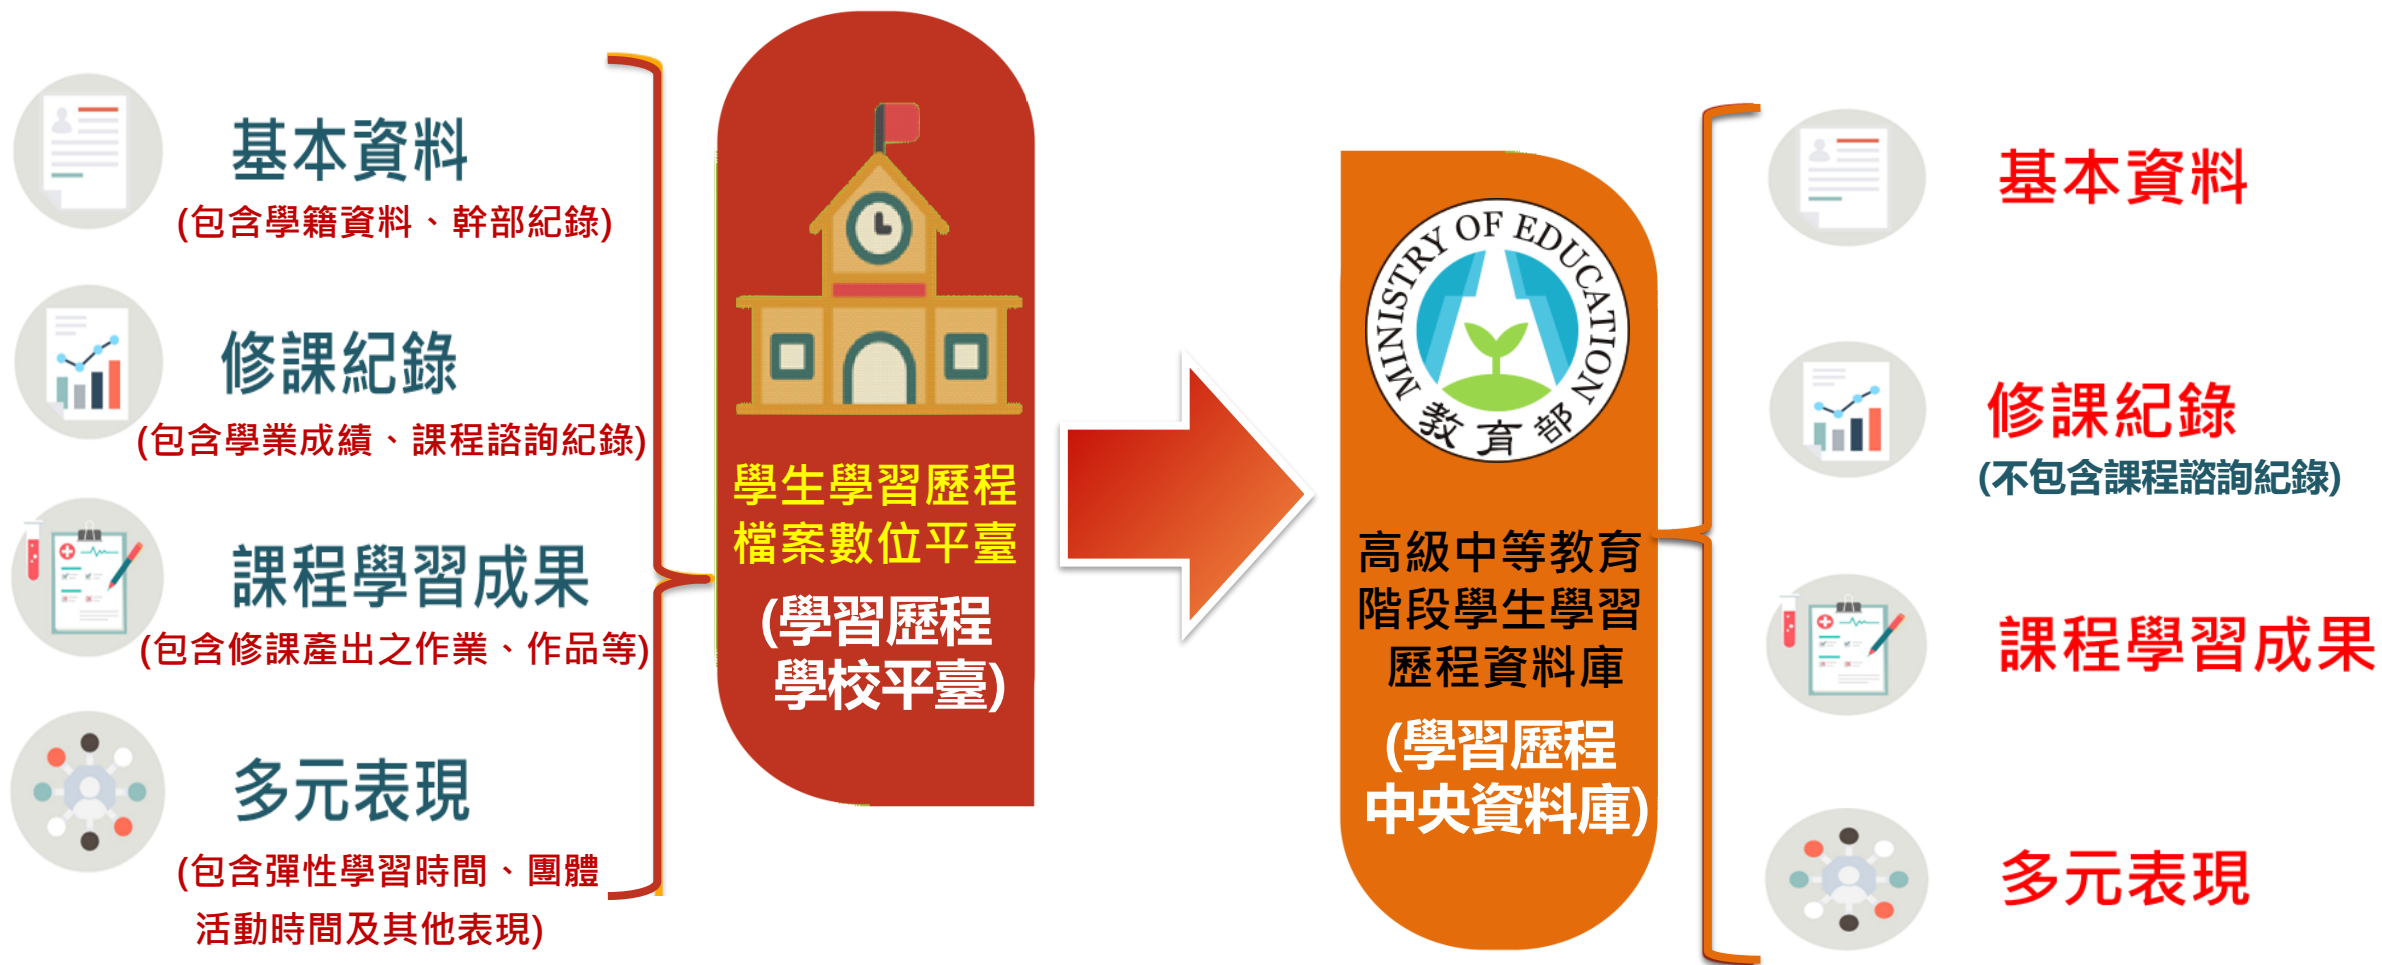 基本資料
(包含學籍資料、幹部紀錄)
修課紀錄
(包含學業成績、課程諮詢紀錄)
課程學習成果
(包含修課產出之作業、作品等)
多元表現
(包含彈性學習時間、團體
活動時間及其他表現)
學生學習歷程
檔案數位平臺
(學習歷程
學校平臺)
MINISTRY OF EDUCATION
教育部
高級中等教育
階段學生學習
歷程資料庫
(學習歷程
中央資料庫)
基本資料
修課紀錄
(不包含課程諮詢紀錄)
課程學習成果
多元表現